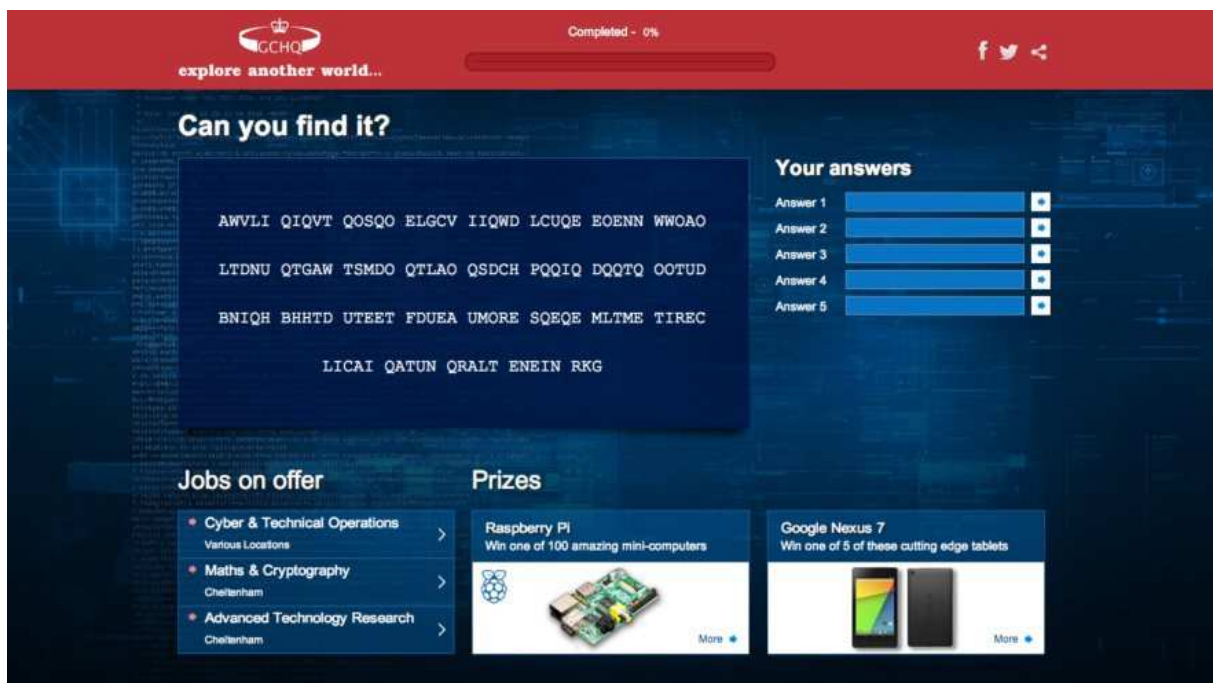 Completed - 0%
GCHQ
explore another world...
Can you find it?
AWVLI QIQVT QOSQO ELGCV IIQWD LCUQE EOENN WWOAO
LTDNU QTGAW TSMDO QTLAO QSDCH PQQIQ DQQTQ OOTUD
BNIQH BHHTD UTEET FDUEA UMORE SQEQE MLTME TIREC
LICAI QATUN QRALT ENEIN RKG
Your answers
Answer 1
Answer 2
Answer 3
Answer 4
Answer 5
Jobs on offer
Cyber & Technical Operations
Various Locations
Maths & Cryptography
Cheltenham
Advanced Technology Research
Cheltenham
Prizes
Raspberry Pi
Win one of 100 amazing mini-computers
More
Google Nexus 7
Win one of 5 of these cutting edge tablets
More